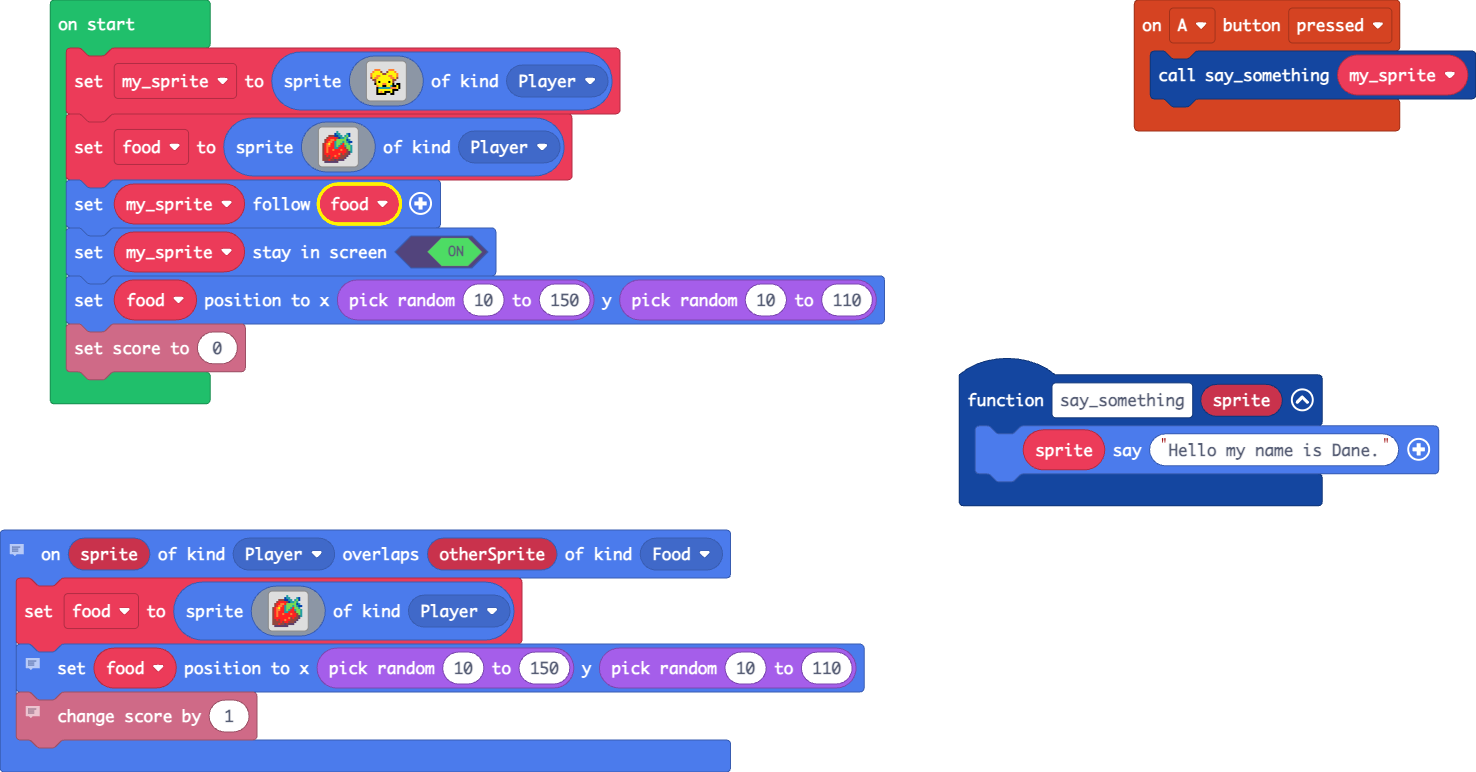 on start
set my_sprite to sprite of kind Player
set food to sprite of kind Player
set my_sprite follow food
set my_sprite stay in screen ON
set food position to x pick random 10 to 150 y pick random 10 to 110
set score to 0
on A button pressed
call say_something my_sprite
function say_something sprite
sprite say "Hello my name is Dane."
on sprite of kind Player overlaps otherSprite of kind Food
set food to sprite of kind Player
set food position to x pick random 10 to 150 y pick random 10 to 110
change score by 1